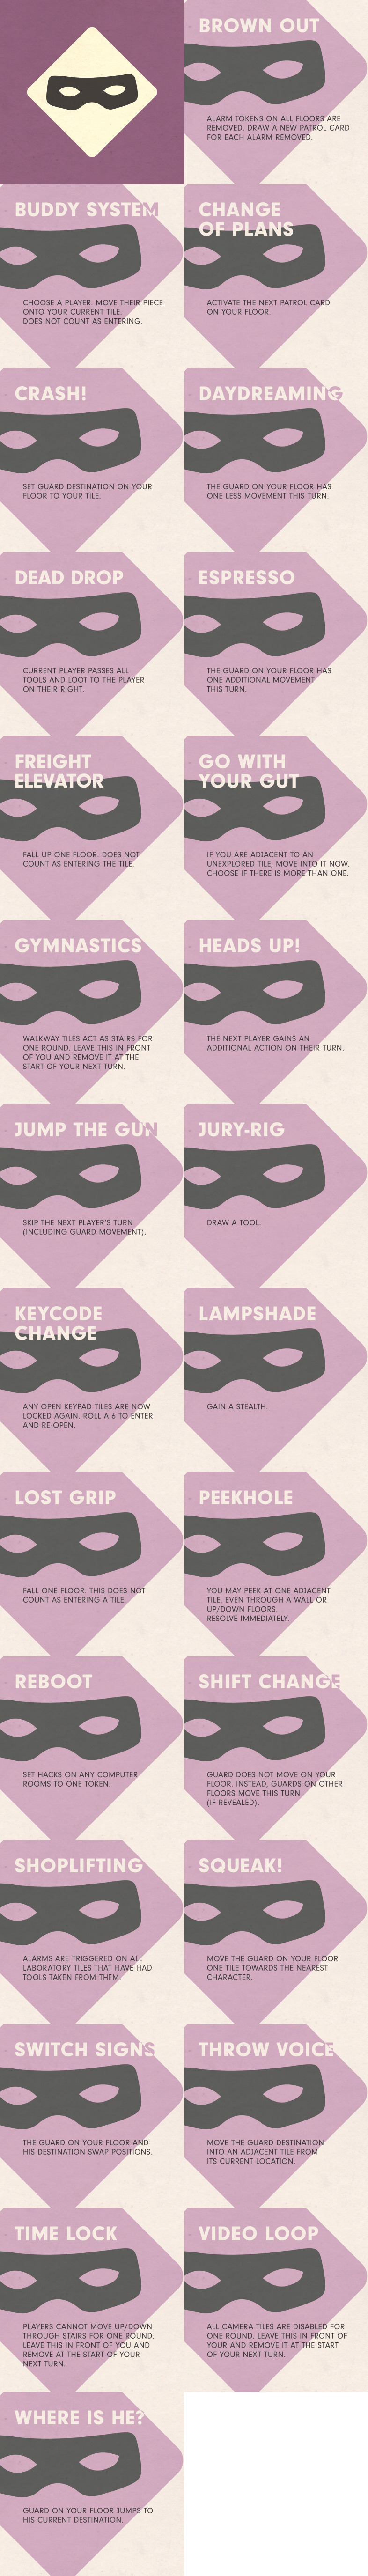 BROWN OUT
ALARM TOKENS ON ALL FLOORS ARE
REMOVED. DRAW A NEW PATROL CARD
FOR EACH ALARM REMOVED.
BUDDY SYSTEM
CHOOSE A PLAYER. MOVE THEIR PIECE
ONTO YOUR CURRENT TILE.
DOES NOT COUNT AS ENTERING.
CHANGE
OF PLANS
ACTIVATE THE NEXT PATROL CARD
ON YOUR FLOOR.
CRASH!
SET GUARD DESTINATION ON YOUR
FLOOR TO YOUR TILE.
DAYDREAMING
THE GUARD ON YOUR FLOOR HAS
ONE LESS MOVEMENT THIS TURN.
DEAD DROP
CURRENT PLAYER PASSES ALL
TOOLS AND LOOT TO THE PLAYER
ON THEIR RIGHT.
ESPRESSO
THE GUARD ON YOUR FLOOR HAS
ONE ADDITIONAL MOVEMENT
THIS TURN.
FREIGHT
ELEVATOR
FALL UP ONE FLOOR. DOES NOT
COUNT AS ENTERING THE TILE.
GO WITH
YOUR GUT
IF YOU ARE ADJACENT TO AN
UNEXPLORED TILE, MOVE INTO IT NOW.
CHOOSE IF THERE IS MORE THAN ONE.
GYMNASTICS
WALKWAY TILES ACT AS STAIRS FOR
ONE ROUND. LEAVE THIS IN FRONT
OF YOU AND REMOVE IT AT THE
START OF YOUR NEXT TURN.
HEADS UP!
THE NEXT PLAYER GAINS AN
ADDITIONAL ACTION ON THEIR TURN.
JUMP THE GUN
SKIP THE NEXT PLAYER'S TURN
(INCLUDING GUARD MOVEMENT).
JURY-RIG
DRAW A TOOL.
KEYCODE
CHANGE
ANY OPEN KEYPAD TILES ARE NOW
LOCKED AGAIN. ROLL A 6 TO ENTER
AND RE-OPEN.
LAMPSHADE
GAIN A STEALTH.
LOST GRIP
FALL ONE FLOOR. THIS DOES NOT
COUNT AS ENTERING A TILE.
PEEKHOLE
YOU MAY PEEK AT ONE ADJACENT
TILE, EVEN THROUGH A WALL OR
UP/DOWN FLOORS.
RESOLVE IMMEDIATELY.
REBOOT
SET HACKS ON ANY COMPUTER
ROOMS TO ONE TOKEN.
SHIFT CHANGE
GUARD DOES NOT MOVE ON YOUR
FLOOR. INSTEAD, GUARDS ON OTHER
FLOORS MOVE THIS TURN
(IF REVEALED).
SHOPLIFTING
ALARMS ARE TRIGGERED ON ALL
LABORATORY TILES THAT HAVE HAD
TOOLS TAKEN FROM THEM.
SQUEAK!
MOVE THE GUARD ON YOUR FLOOR
ONE TILE TOWARDS THE NEAREST
CHARACTER.
SWITCH SIGNS
THE GUARD ON YOUR FLOOR AND
HIS DESTINATION SWAP POSITIONS.
THROW VOICE
MOVE THE GUARD DESTINATION
INTO AN ADJACENT TILE FROM
ITS CURRENT LOCATION.
TIME LOCK
PLAYERS CANNOT MOVE UP/DOWN
THROUGH STAIRS FOR ONE ROUND.
LEAVE THIS IN FRONT OF YOU AND
REMOVE AT THE START OF YOUR
NEXT TURN.
VIDEO LOOP
ALL CAMERA TILES ARE DISABLED FOR
ONE ROUND. LEAVE THIS IN FRONT OF
YOUR AND REMOVE IT AT THE START
OF YOUR NEXT TURN.
WHERE IS HE?
GUARD ON YOUR FLOOR JUMPS TO
HIS CURRENT DESTINATION.